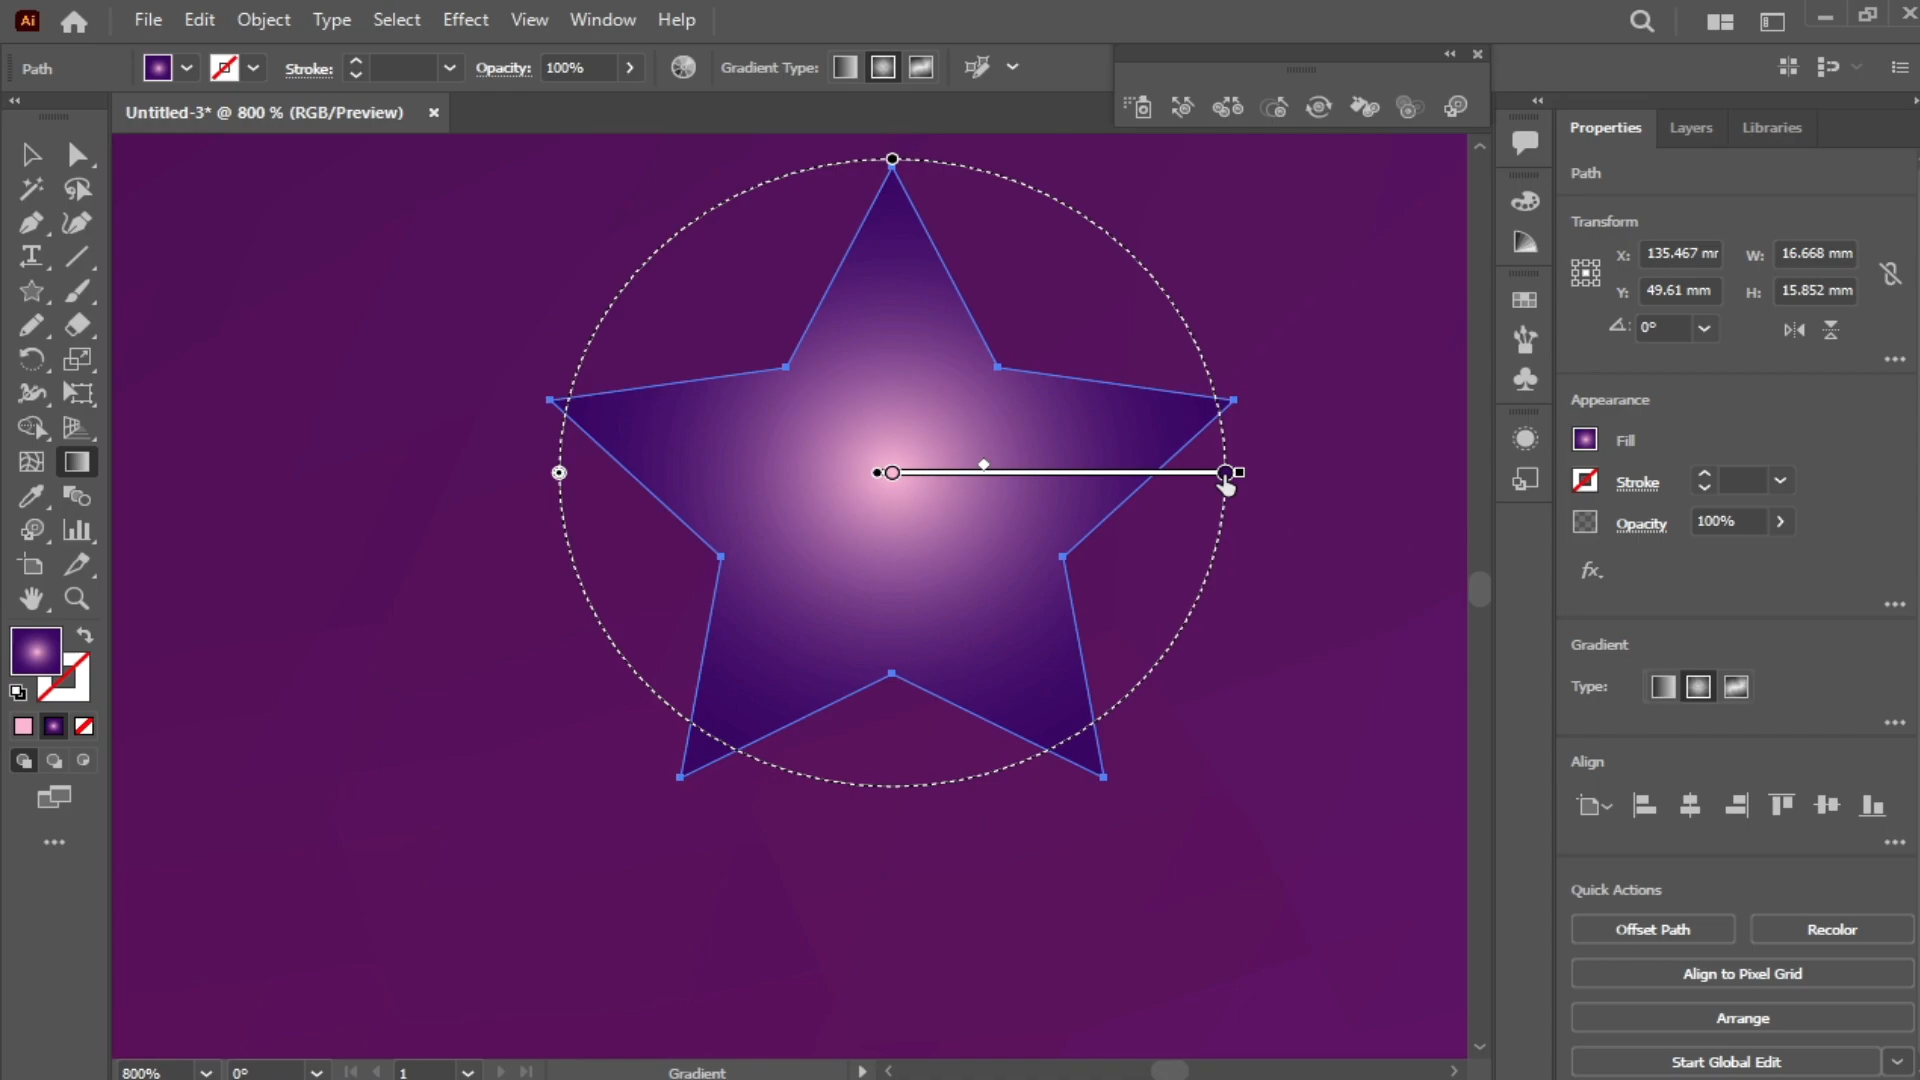 Ai File Edit Object Type Select Effect View Window Help
Path Stroke: Opacity: 100% Gradient Type:
Untitled-3* @ 800 % (RGB/Preview)
Properties Layers Libraries
Path
Transform
X: 135.467 mr W: 16.668 mm
Y: 49.61 mm H: 15.852 mm
0°
Appearance
Fill
Stroke
Opacity 100%
fx.
Gradient
Type:
Align
Quick Actions
Offset Path Recolor
Align to Pixel Grid
Arrange
Start Global Edit
800% 0° 1 Gradient